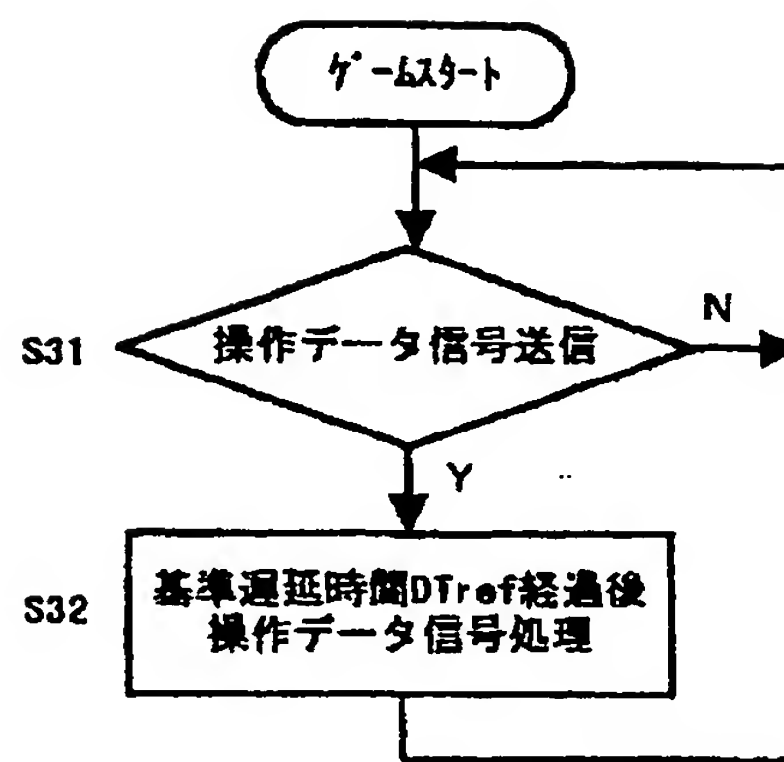 ゲームスタート
N
S31
操作データ信号送信
Y
S32
基準遅延時間DTref経過後
操作データ信号処理